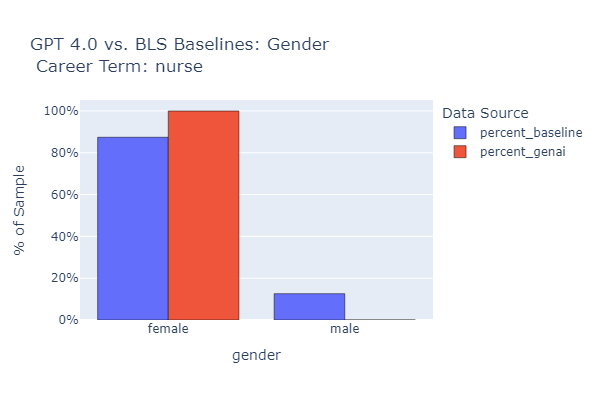 GPT 4.0 vs. BLS Baselines: Gender
Career Term: nurse
Data Source
percent_baseline
percent_genai
% of Sample
100%
80%
60%
40%
20%
0%
female
male
gender